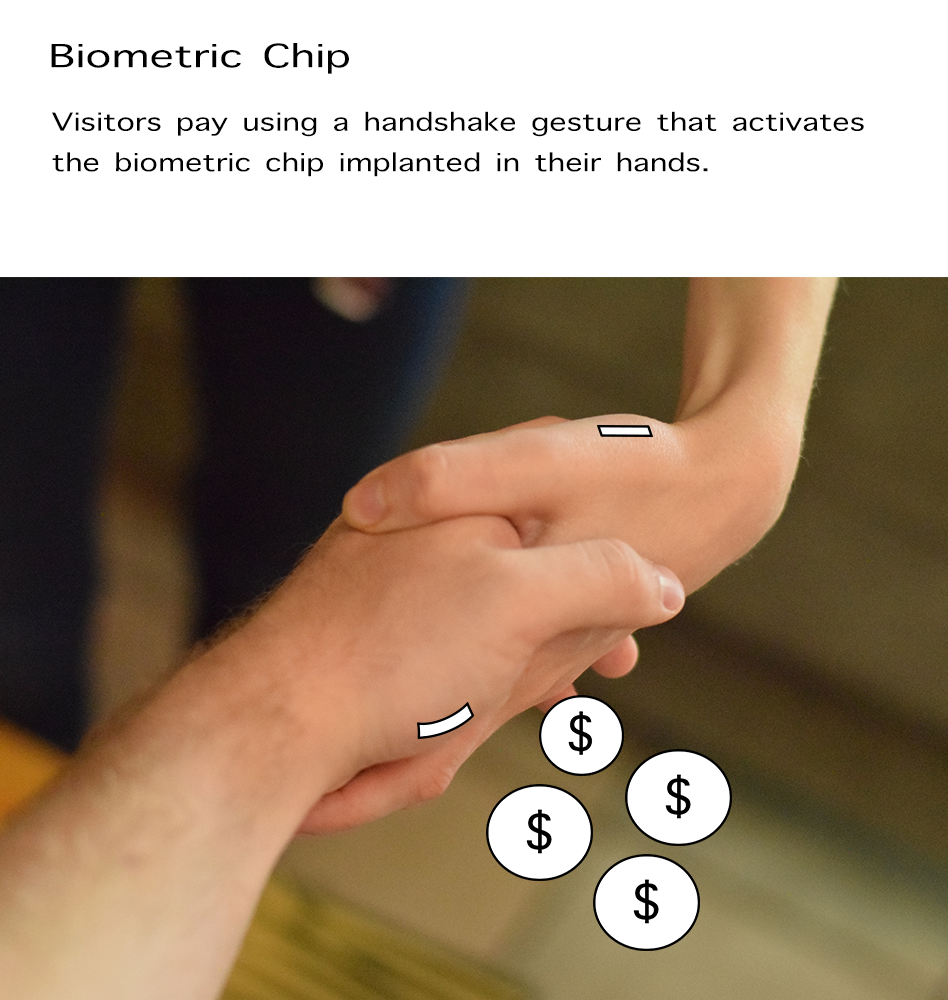 Biometric Chip
Visitors pay using a handshake gesture that activates
the biometric chip implanted in their hands.
$
$
$
$